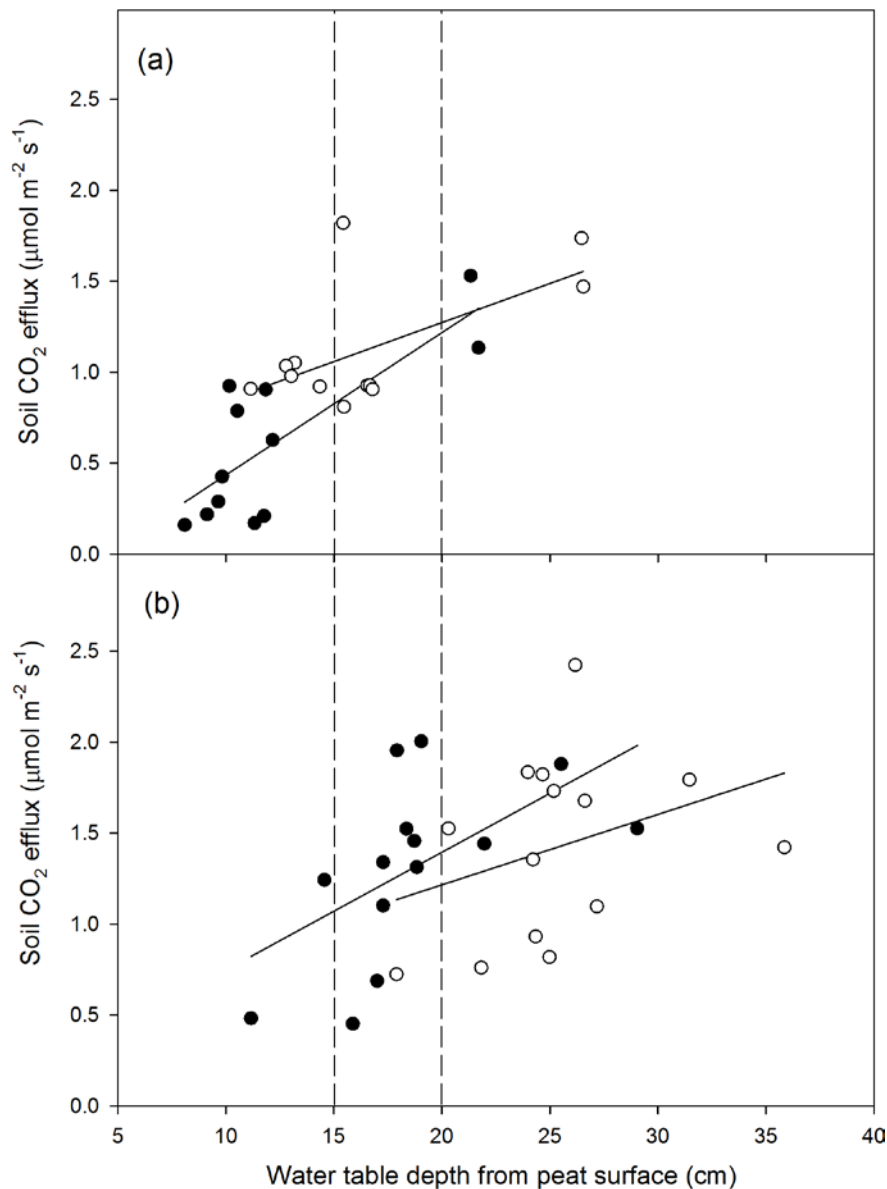 (a)
2.5
2.0
1.5
1.0
0.5
0.0
Soil CO₂ efflux (μmol m⁻² s⁻¹)
(b)
2.5
2.0
1.5
1.0
0.5
0.0
Soil CO₂ efflux (μmol m⁻² s⁻¹)
5 10 15 20 25 30 35 40
Water table depth from peat surface (cm)